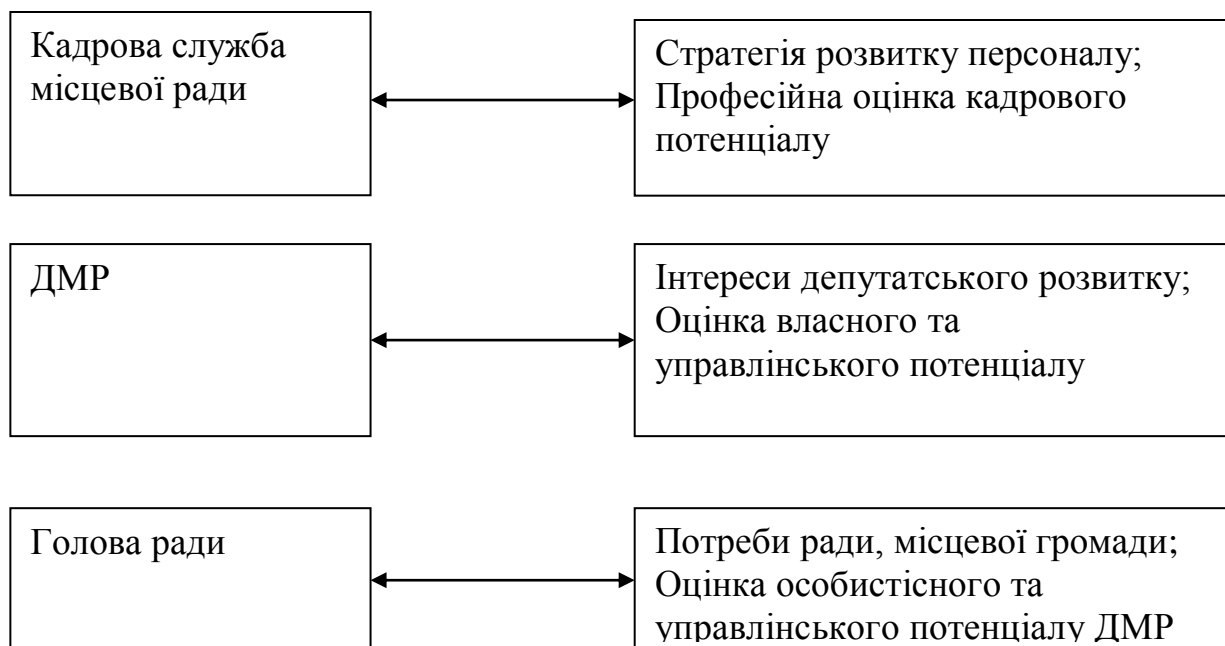 Кадрова служба
місцевої ради
Стратегія розвитку персоналу;
Професійна оцінка кадрового
потенціалу
ДМР
Інтереси депутатського розвитку;
Оцінка власного та
управлінського потенціалу
Голова ради
Потреби ради, місцевої громади;
Оцінка особистісного та
управлінського потенціалу ДМР